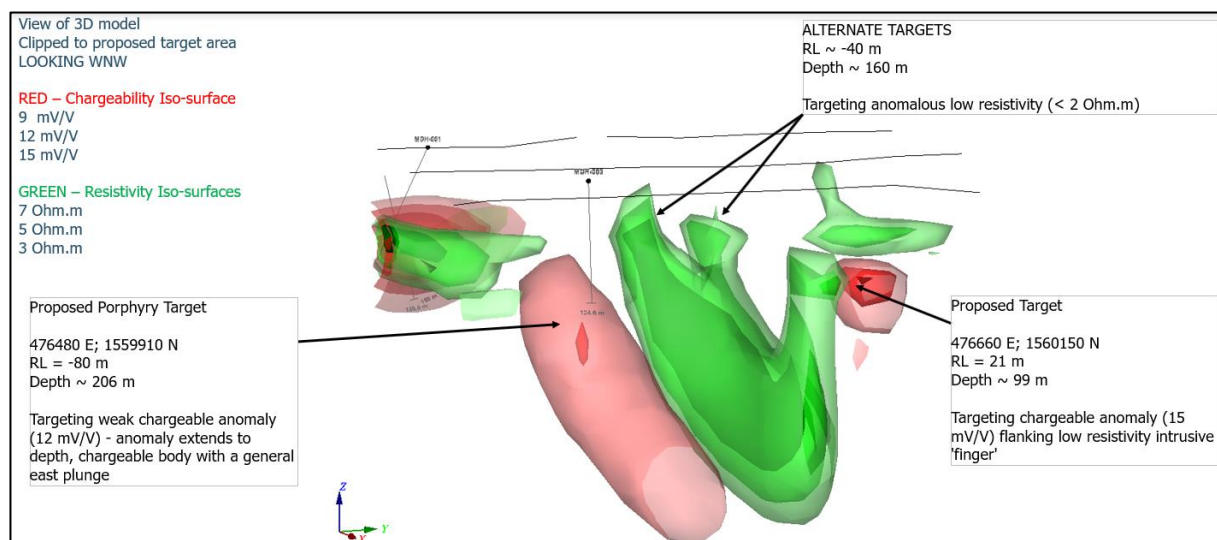 View of 3D model
Clipped to proposed target area
LOOKING WNW
RED – Chargeability Iso-surface
9 mV/V
12 mV/V
15 mV/V
GREEN – Resistivity Iso-surfaces
7 Ohm.m
5 Ohm.m
3 Ohm.m
ALTERNATE TARGETS
RL ~ -40 m
Depth ~ 160 m
Targeting anomalous low resistivity (< 2 Ohm.m)
MDH-001
124.6 m
Proposed Porphyry Target
476480 E; 1559910 N
RL = -80 m
Depth ~ 206 m
Targeting weak chargeable anomaly
(12 mV/V) - anomaly extends to
depth, chargeable body with a general
east plunge
Proposed Target
476660 E; 1560150 N
RL = 21 m
Depth ~ 99 m
Targeting chargeable anomaly (15
mV/V) flanking low resistivity intrusive
'finger'
Z
Y
X